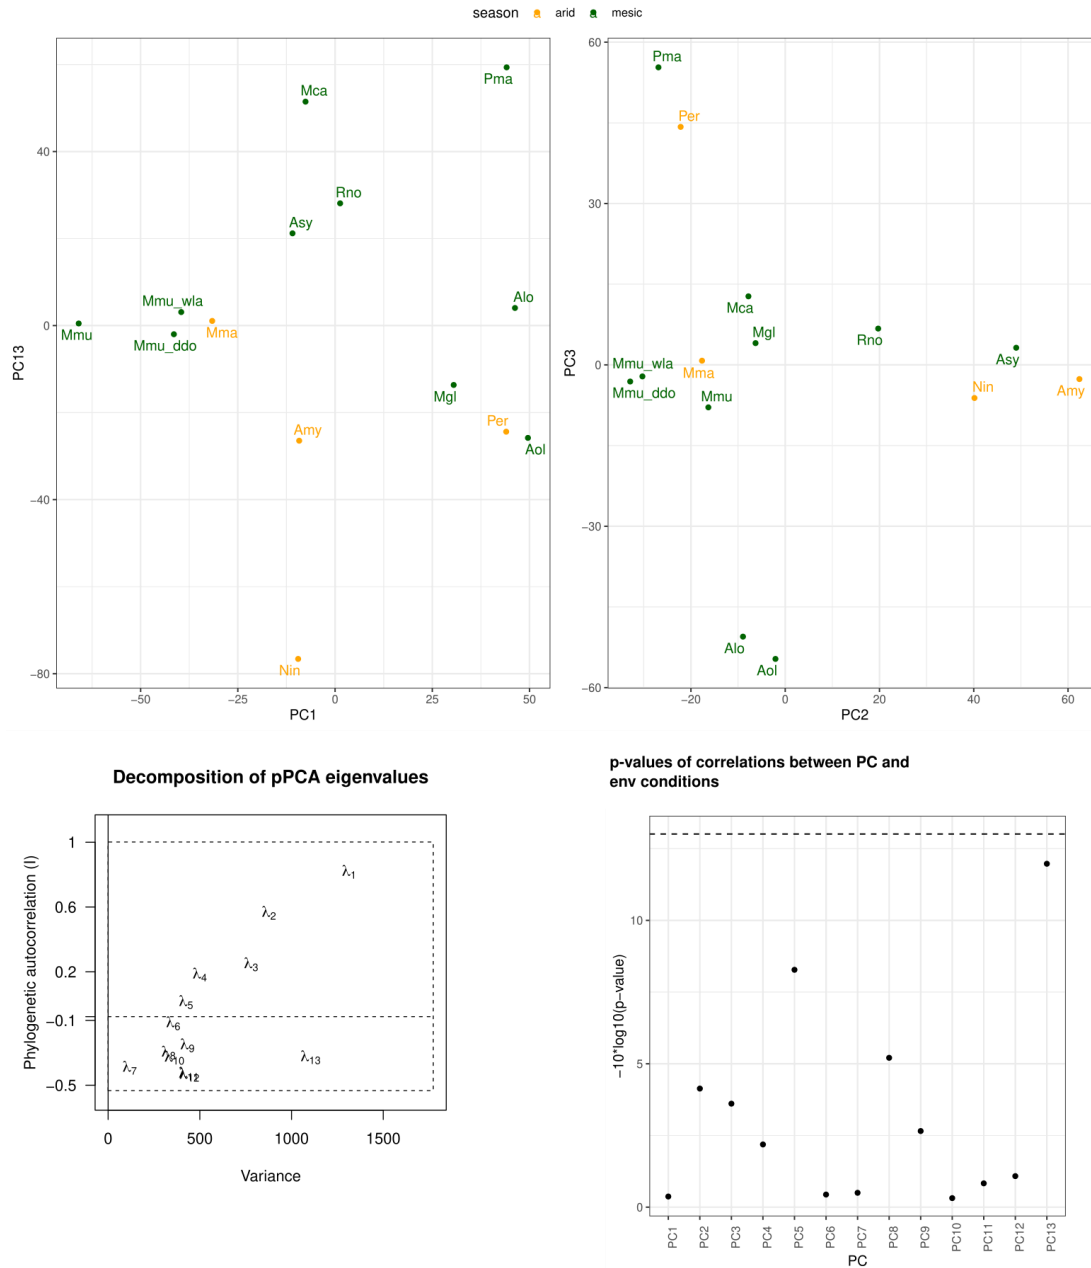 season arid mesic
Pma
Mca
Rno
Asy
Alo
Mmu_wla
Mmu
Mma
Mmu_ddo
Mgl
Per
Amy
Aol
Nin
40
0
−40
−80
PC13
−50 −25 0 25 50
PC1
Pma
Per
Mca
Mgl
Rno
Asy
Mmu_wla
Mma
Mmu_ddo
Mmu
Nin
Amy
Alo
Aol
60
30
0
−30
−60
PC3
−20 0 20 40 60
PC2
Decomposition of pPCA eigenvalues
1
0.6
0.2
−0.1
−0.5
Phylogenetic autocorrelation (I)
λ1
λ2
λ3
λ4
λ5
λ6
λ9
λ8
λ10
λ13
λ7
λ12
0 500 1000 1500
Variance
p-values of correlations between PC and
env conditions
10
5
0
−10*log10(p−value)
PC1 PC2 PC3 PC4 PC5 PC6 PC7 PC8 PC9 PC10 PC11 PC12 PC13
PC